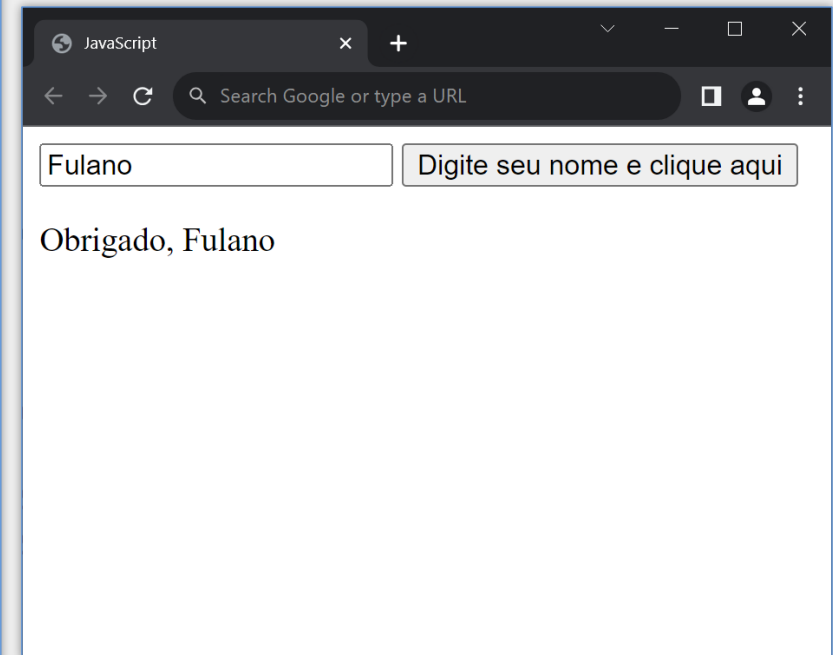 JavaScript
Search Google or type a URL
Fulano
Digite seu nome e clique aqui
Obrigado, Fulano